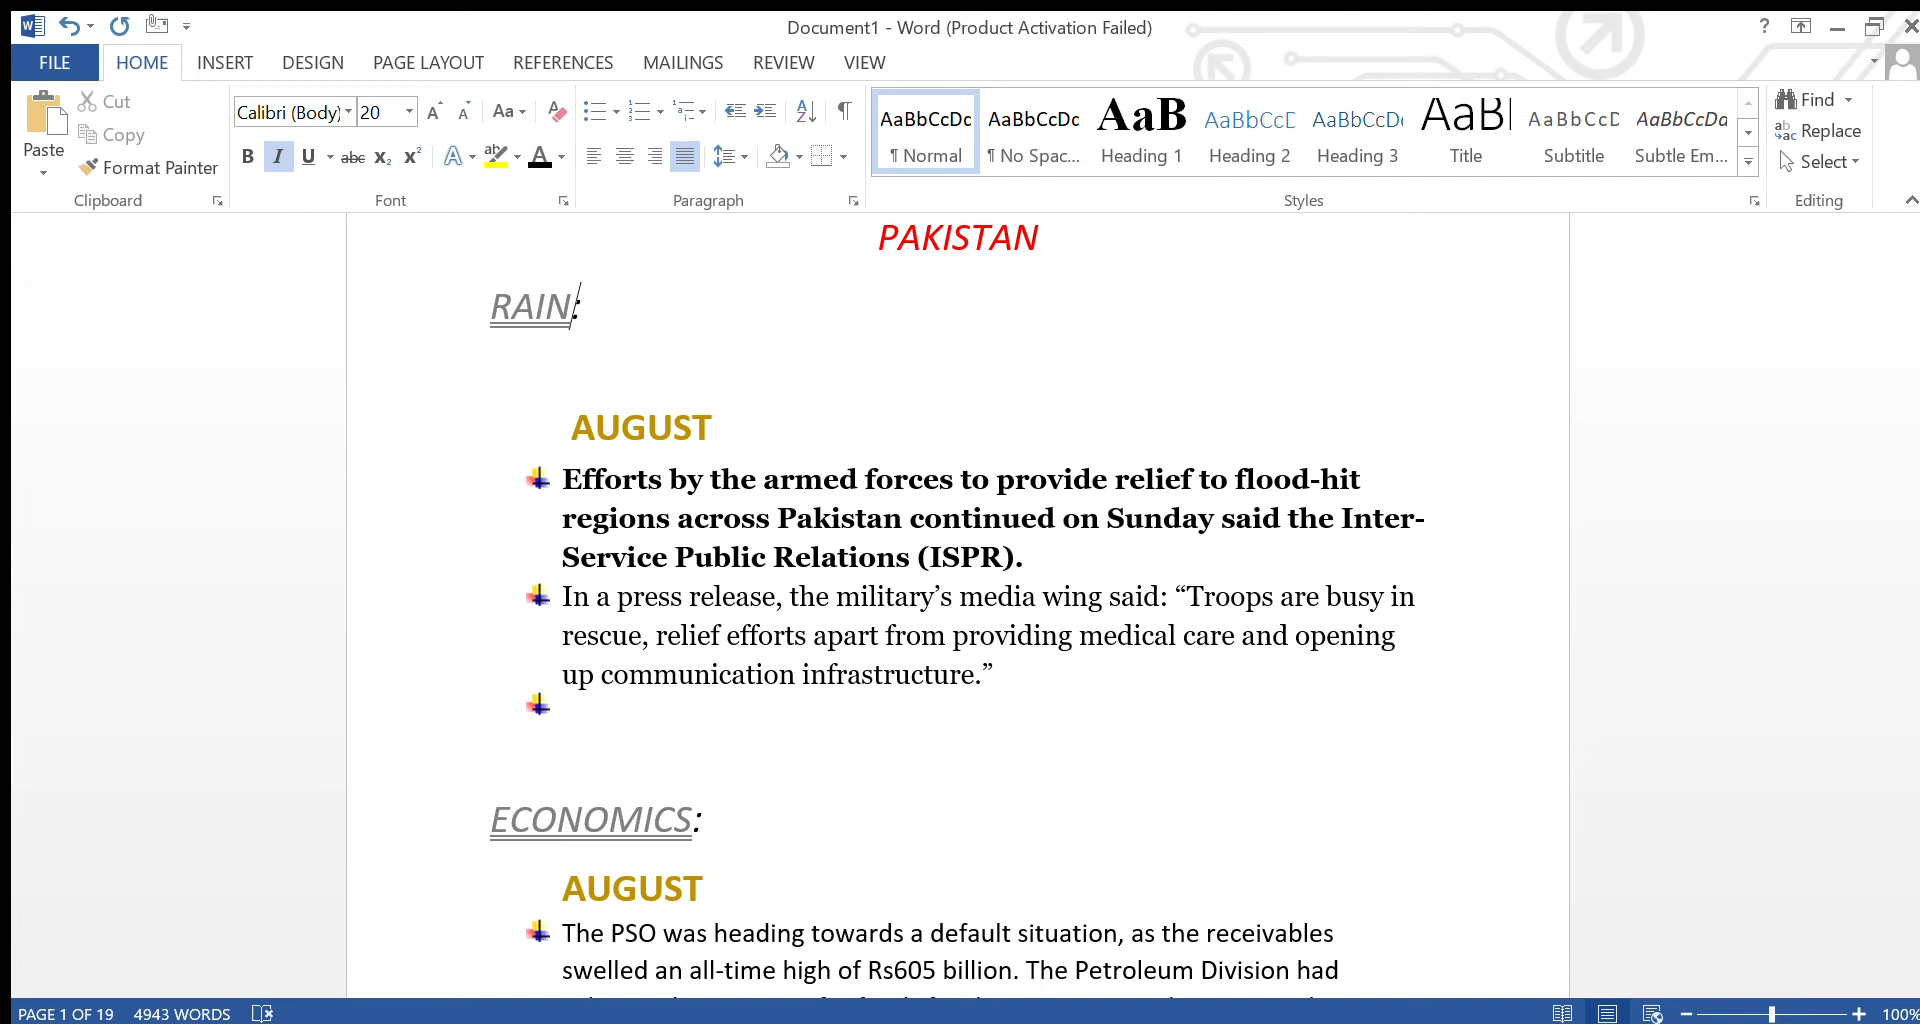 Document1 - Word (Product Activation Failed)
?
FILE HOME INSERT DESIGN PAGE LAYOUT REFERENCES MAILINGS REVIEW VIEW
Paste
Cut
Copy
Format Painter
Clipboard
Calibri (Body) 20
Font
Paragraph
AaBbCcDc AaBbCcDc AaB AaBbCcD AaBbCcD AaB AaBbCcD AaBbCcDd
¶ Normal ¶ No Spac... Heading 1 Heading 2 Heading 3 Title Subtitle Subtle Em...
Styles
Find
Replace
Select
Editing
PAKISTAN
RAIN:
AUGUST
Efforts by the armed forces to provide relief to flood-hit
regions across Pakistan continued on Sunday said the Inter-
Service Public Relations (ISPR).
In a press release, the military’s media wing said: “Troops are busy in
rescue, relief efforts apart from providing medical care and opening
up communication infrastructure.”
ECONOMICS:
AUGUST
The PSO was heading towards a default situation, as the receivables
swelled an all-time high of Rs605 billion. The Petroleum Division had
PAGE 1 OF 19 4943 WORDS 100%